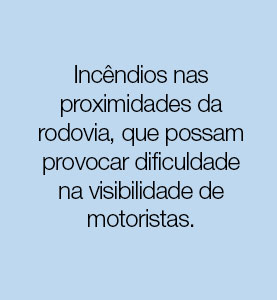 Incêndios nas
proximidades da
rodovia, que possam
provocar dificuldade
na visibilidade de
motoristas.